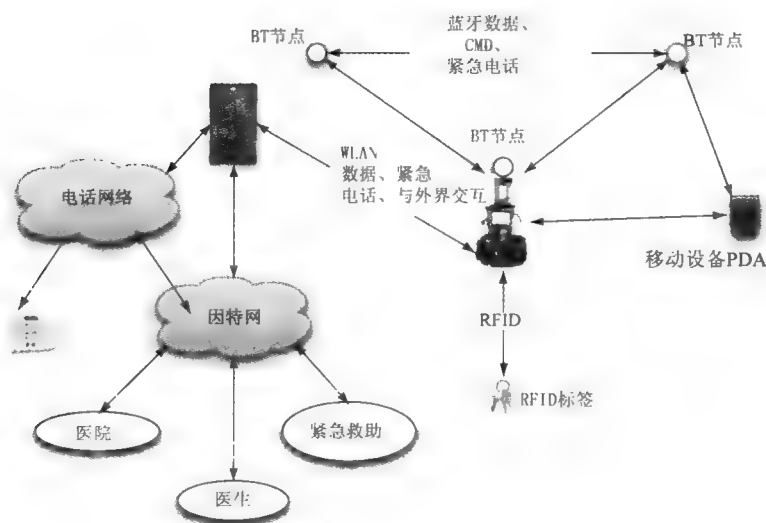 BT节点
蓝牙数据、
CMD、
紧急电话
BT节点
BT节点
WLAN
数据、紧急
电话、与外界交互
电话网络
移动设备PDA
因特网
RFID
RFID标签
医院
紧急救助
医生